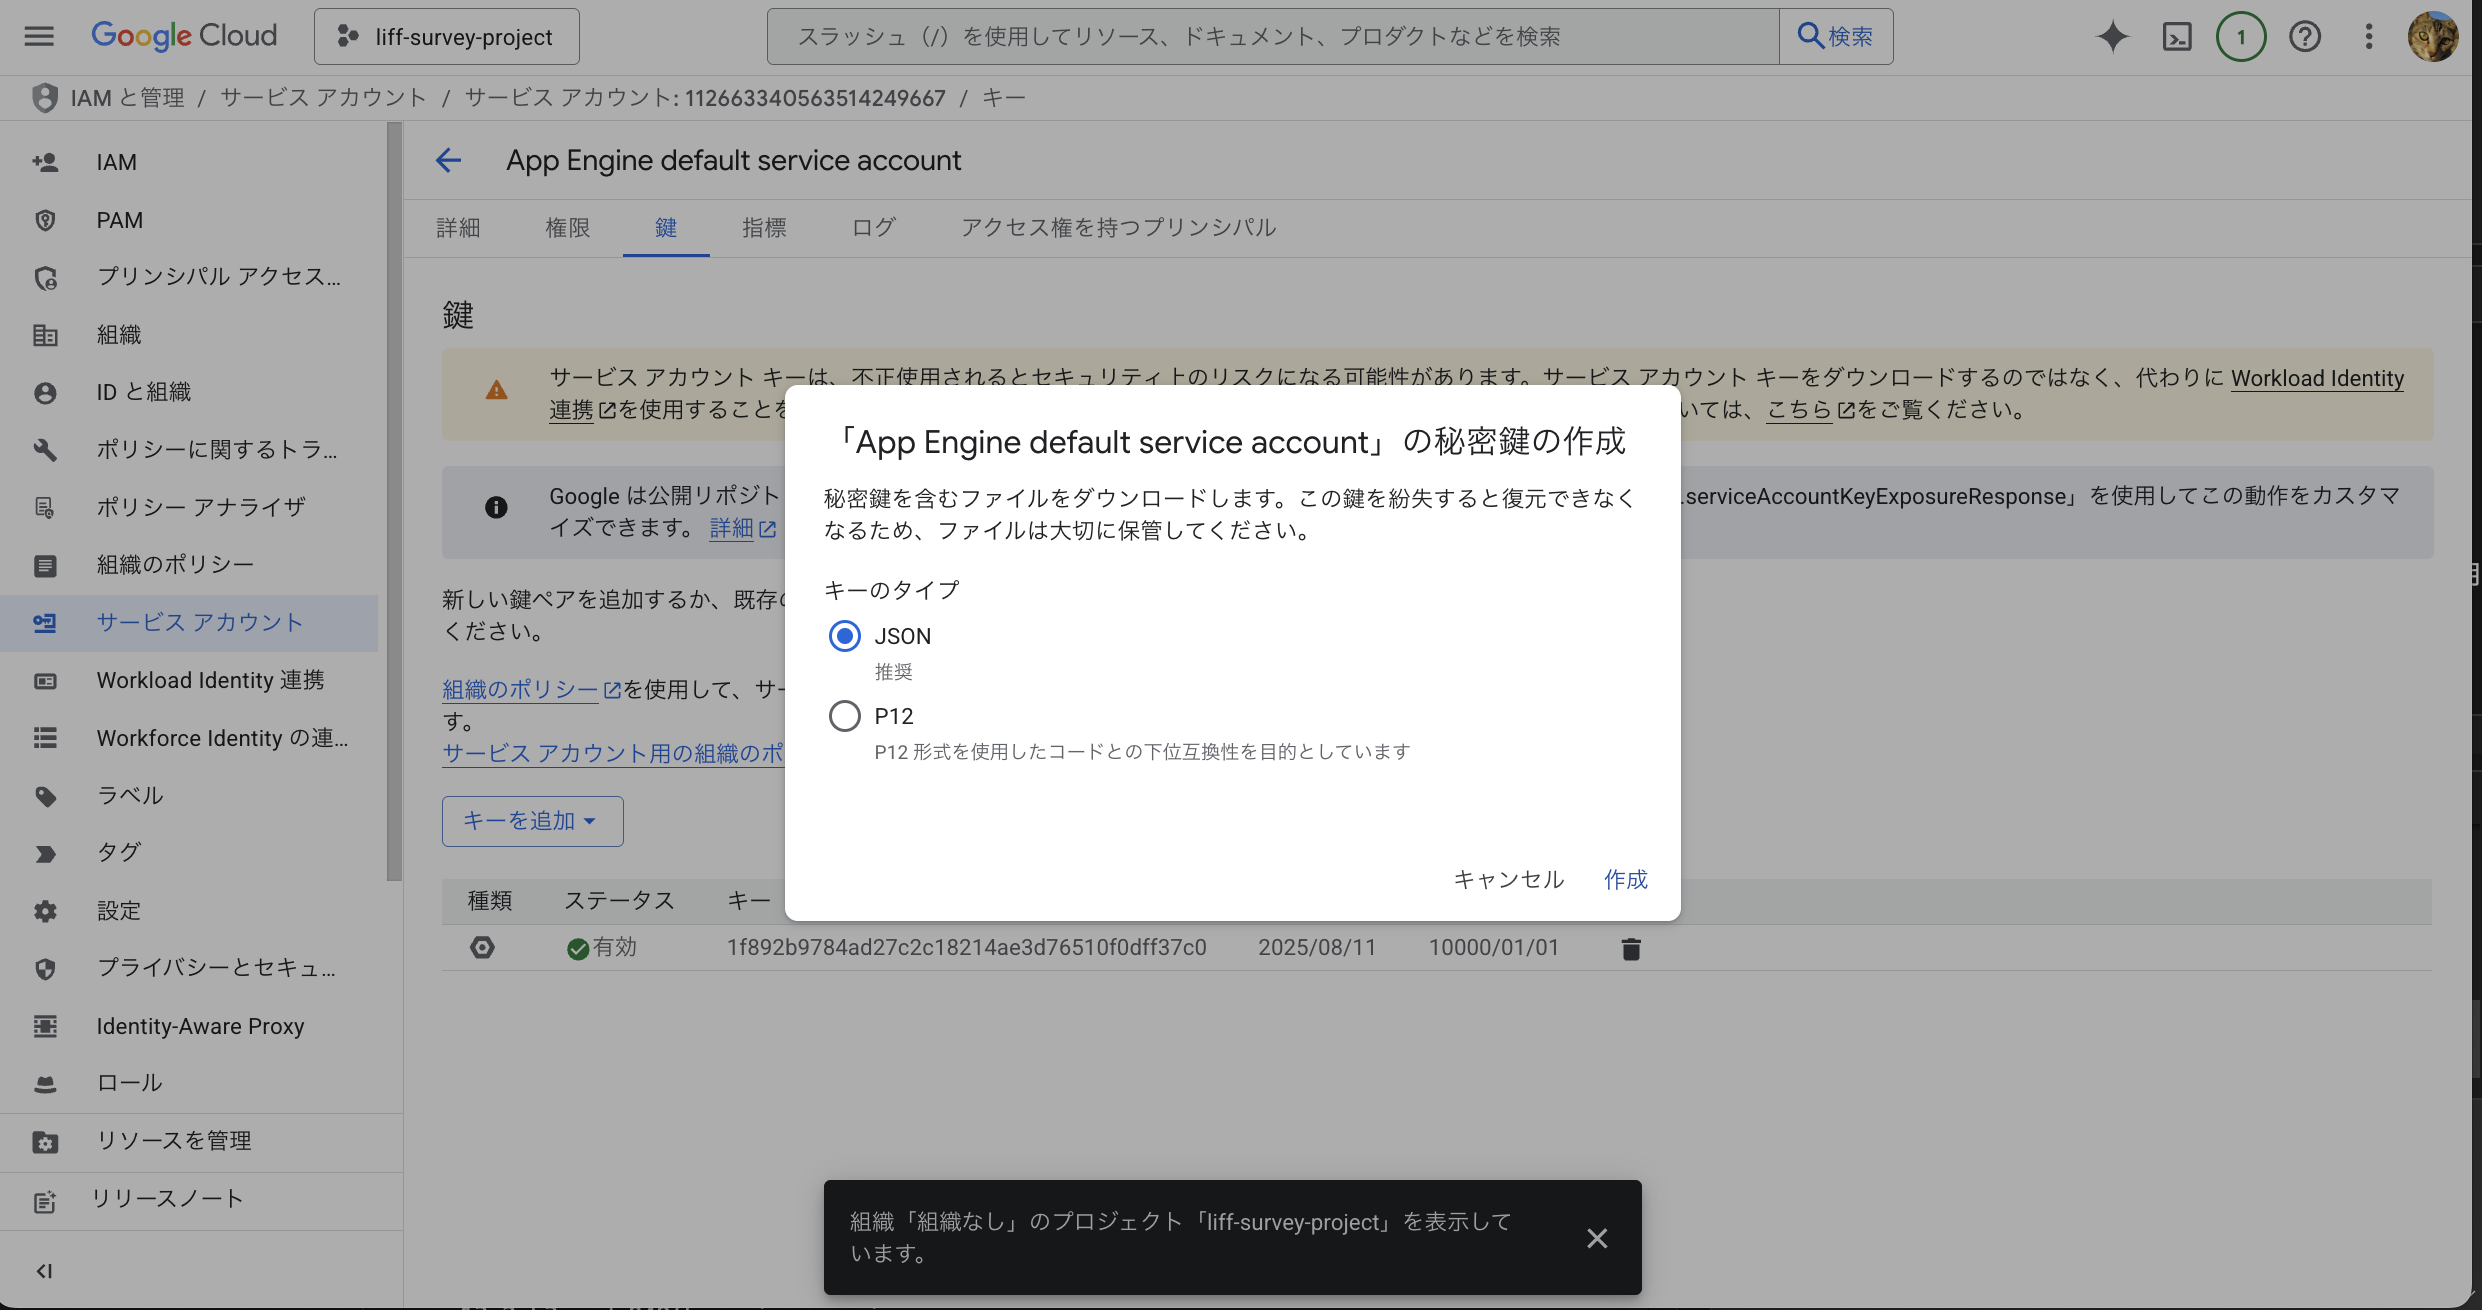 Google Cloud
liff-survey-project
スラッシュ（/）を使用してリソース、ドキュメント、プロダクトなどを検索
検索
1
IAM と管理 / サービス アカウント / サービス アカウント: 112663340563514249667 / キー
IAM
PAM
プリンシパル アクセス...
組織
ID と組織
ポリシーに関するトラ...
ポリシー アナライザ
組織のポリシー
サービス アカウント
Workload Identity 連携
Workforce Identity の連...
ラベル
タグ
設定
プライバシーとセキュ...
Identity-Aware Proxy
ロール
リソースを管理
リリースノート
App Engine default service account
詳細 権限 鍵 指標 ログ アクセス権を持つプリンシパル
鍵
サービス アカウント キーは、不正使用されるとセキュリティ上のリスクになる可能性があります。サービス アカウント キーをダウンロードするのではなく、代わりに Workload Identity
連携 を使用することを いては、こちら をご覧ください。
Google は公開リポジト .serviceAccountKeyExposureResponse」を使用してこの動作をカスタマ
イズできます。 詳細
新しい鍵ペアを追加するか、既存の
ください。
組織のポリシー を使用して、サー
す。
サービス アカウント用の組織のポ
キーを追加
種類 ステータス キー
有効 1f892b9784ad27c2c18214ae3d76510f0dff37c0 2025/08/11 10000/01/01
「App Engine default service account」の秘密鍵の作成
秘密鍵を含むファイルをダウンロードします。この鍵を紛失すると復元できなく
なるため、ファイルは大切に保管してください。
キーのタイプ
JSON
推奨
P12
P12 形式を使用したコードとの下位互換性を目的としています
キャンセル 作成
組織「組織なし」のプロジェクト「liff-survey-project」を表示して
います。